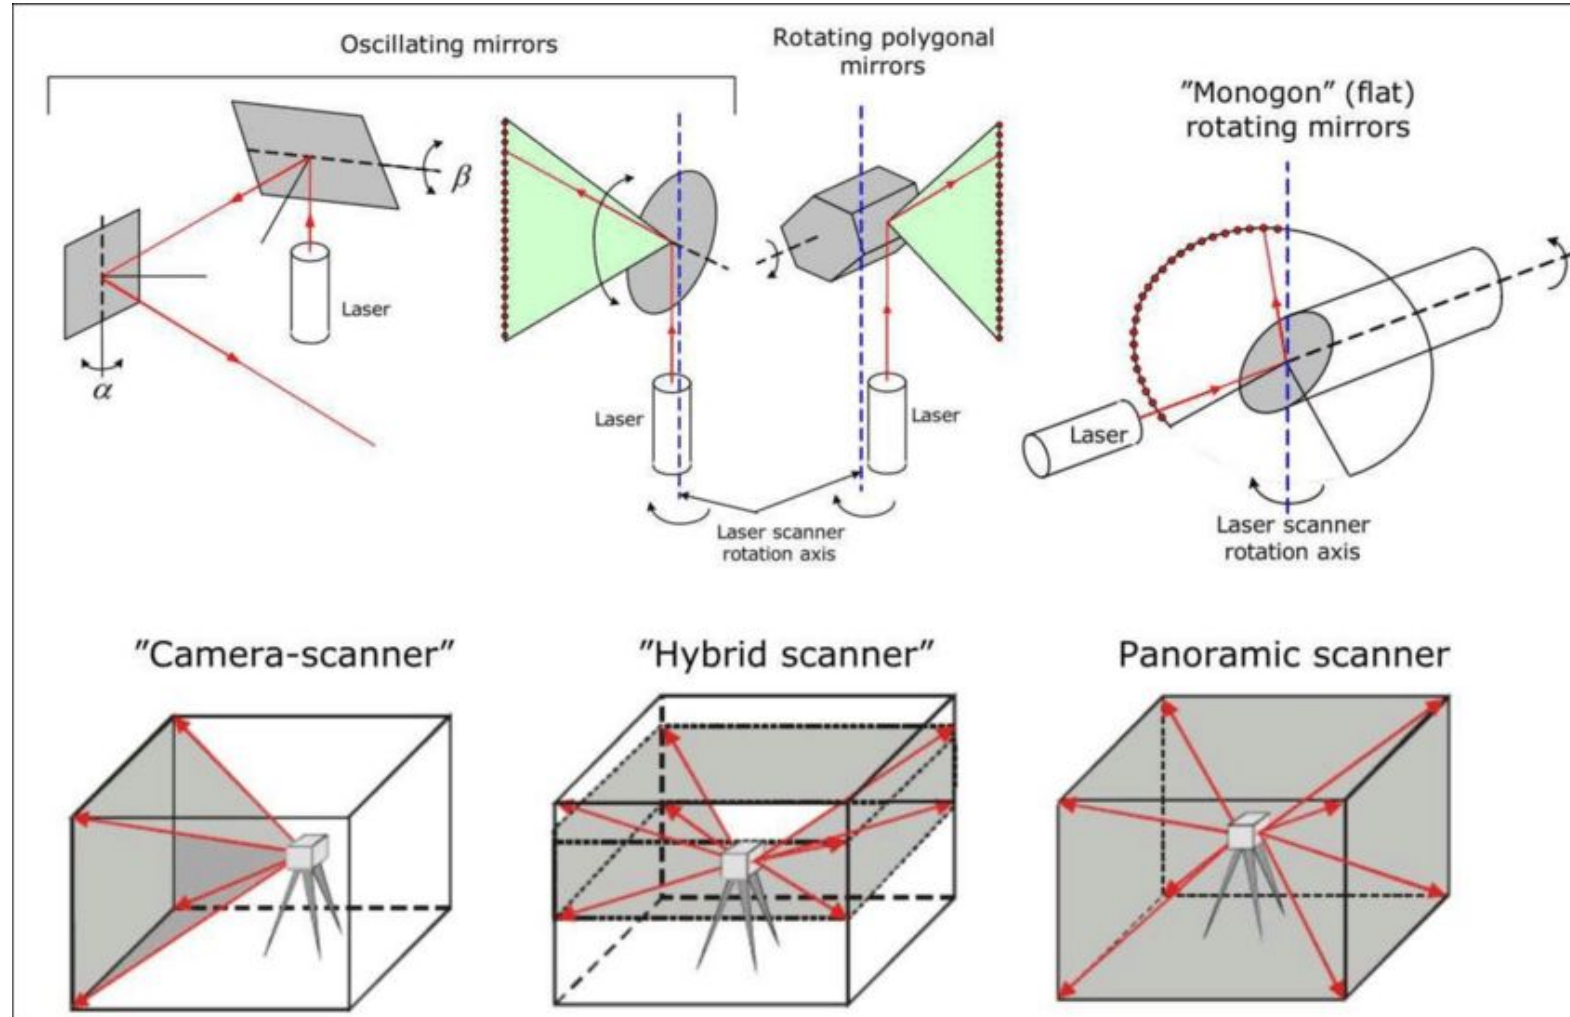 Oscillating mirrors
Rotating polygonal
mirrors
"Monogon" (flat)
rotating mirrors
β
α
Laser
Laser
Laser
Laser
Laser scanner
rotation axis
Laser scanner
rotation axis
"Camera-scanner"
"Hybrid scanner"
Panoramic scanner